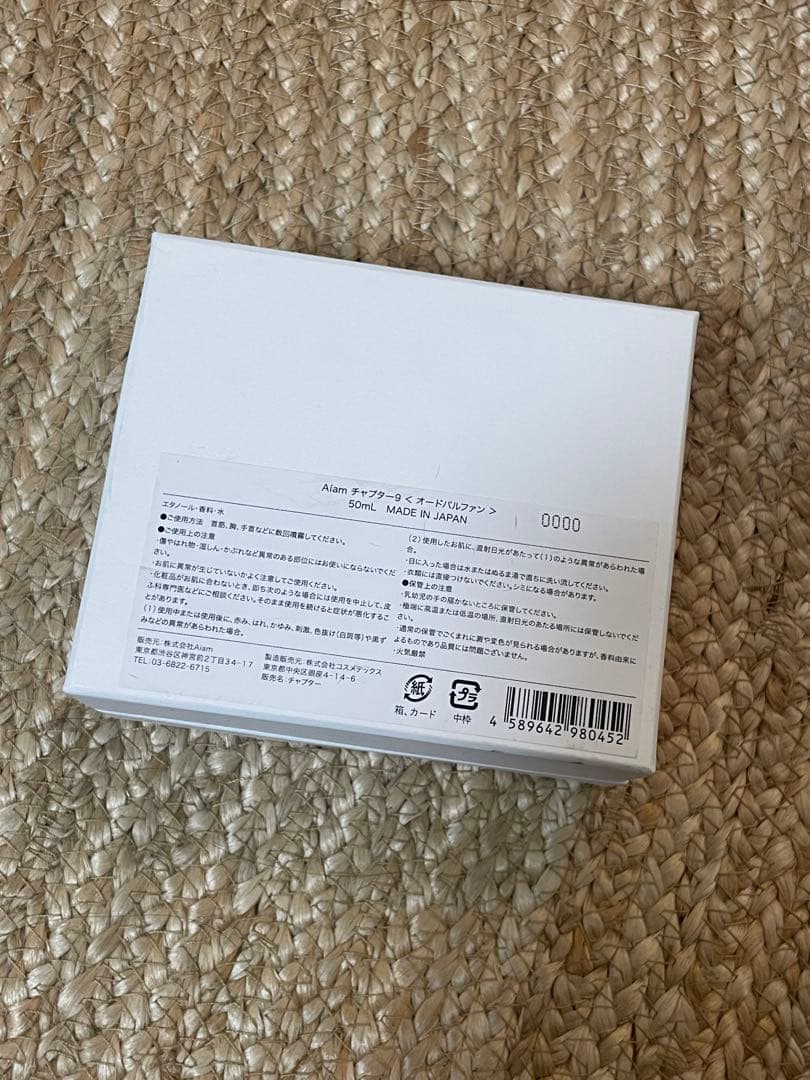 Aiam チャプター9 < オードパルファン >
50mL MADE IN JAPAN
0000
エタノール・香料・水
●ご使用方法 首筋、胸、手首などに数回噴霧してください。
●ご使用上の注意
・傷やはれ物・湿しん・かぶれなど異常のある部位にはお使いにならないでください。
・お肌に異常が生じていないかよく注意してご使用ください。
・化粧品がお肌に合わないとき、即ち次のような場合には使用を中止して、皮
ふ科専門医などにご相談ください。そのまま使用を続けると症状が悪化するこ
とがあります。
(1)使用中または使用後に、赤み、はれ、かゆみ、刺激、色抜け(白斑等)や黒ず
みなどの異常があらわれた場合。
(2)使用したお肌に、直射日光があたって(1)のような異常があらわれた場
合。
・目に入った場合は水またはぬるま湯で直ちに洗い流してください。
・衣類には直接つけないでください。シミになる場合があります。
●保管上の注意
・乳幼児の手の届かないところに保管してください。
・極端に高温または低温の場所、直射日光のあたる場所には保管しないでくだ
さい。
・通常の保管でごくまれに澱や変色が見られる場合がありますが、香料由来に
よるものであり品質には問題ございません。
・火気厳禁
販売元:株式会社Aiam
東京都渋谷区神宮前2丁目34-17
TEL:03-6822-6715
製造販売元:株式会社コスメテックス
東京都中央区銀座4-14-6
販売名:チャプター
紙
箱、カード
プラ
中枠
4 589642 980452